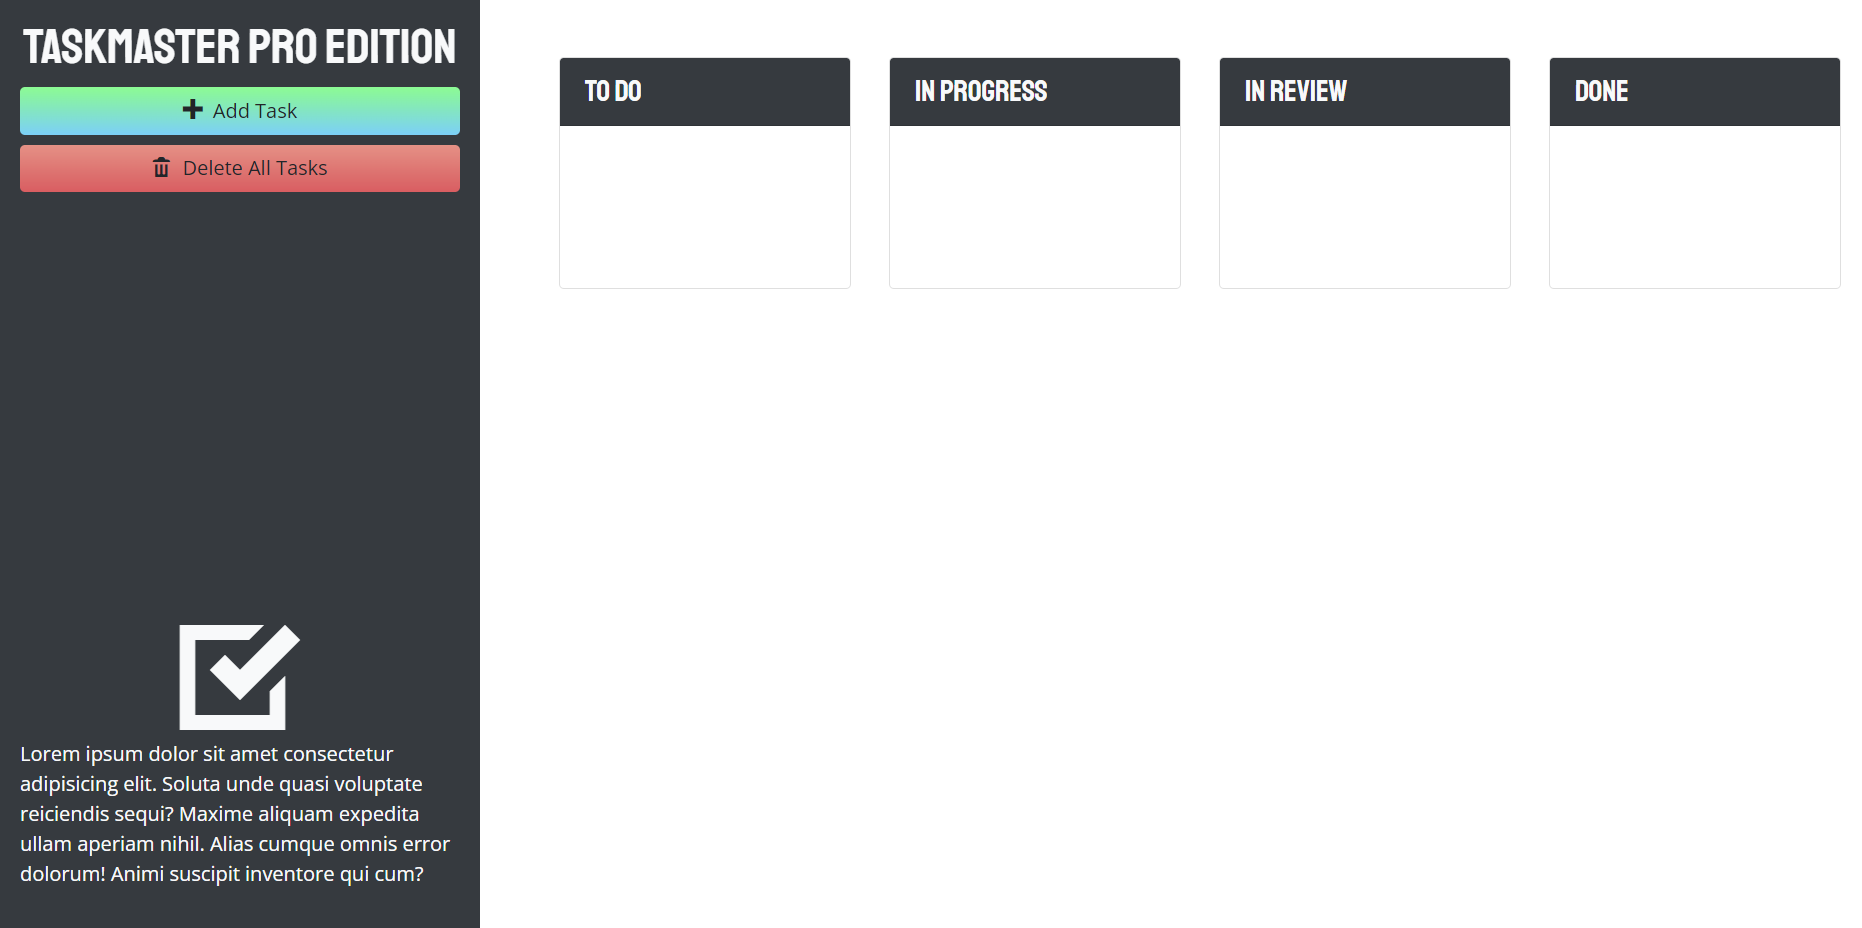 TASKMASTER PRO EDITION
Add Task
Delete All Tasks
Lorem ipsum dolor sit amet consectetur
adipisicing elit. Soluta unde quasi voluptate
reiciendis sequi? Maxime aliquam expedita
ullam aperiam nihil. Alias cumque omnis error
dolorum! Animi suscipit inventore qui cum?
TO DO
IN PROGRESS
IN REVIEW
DONE